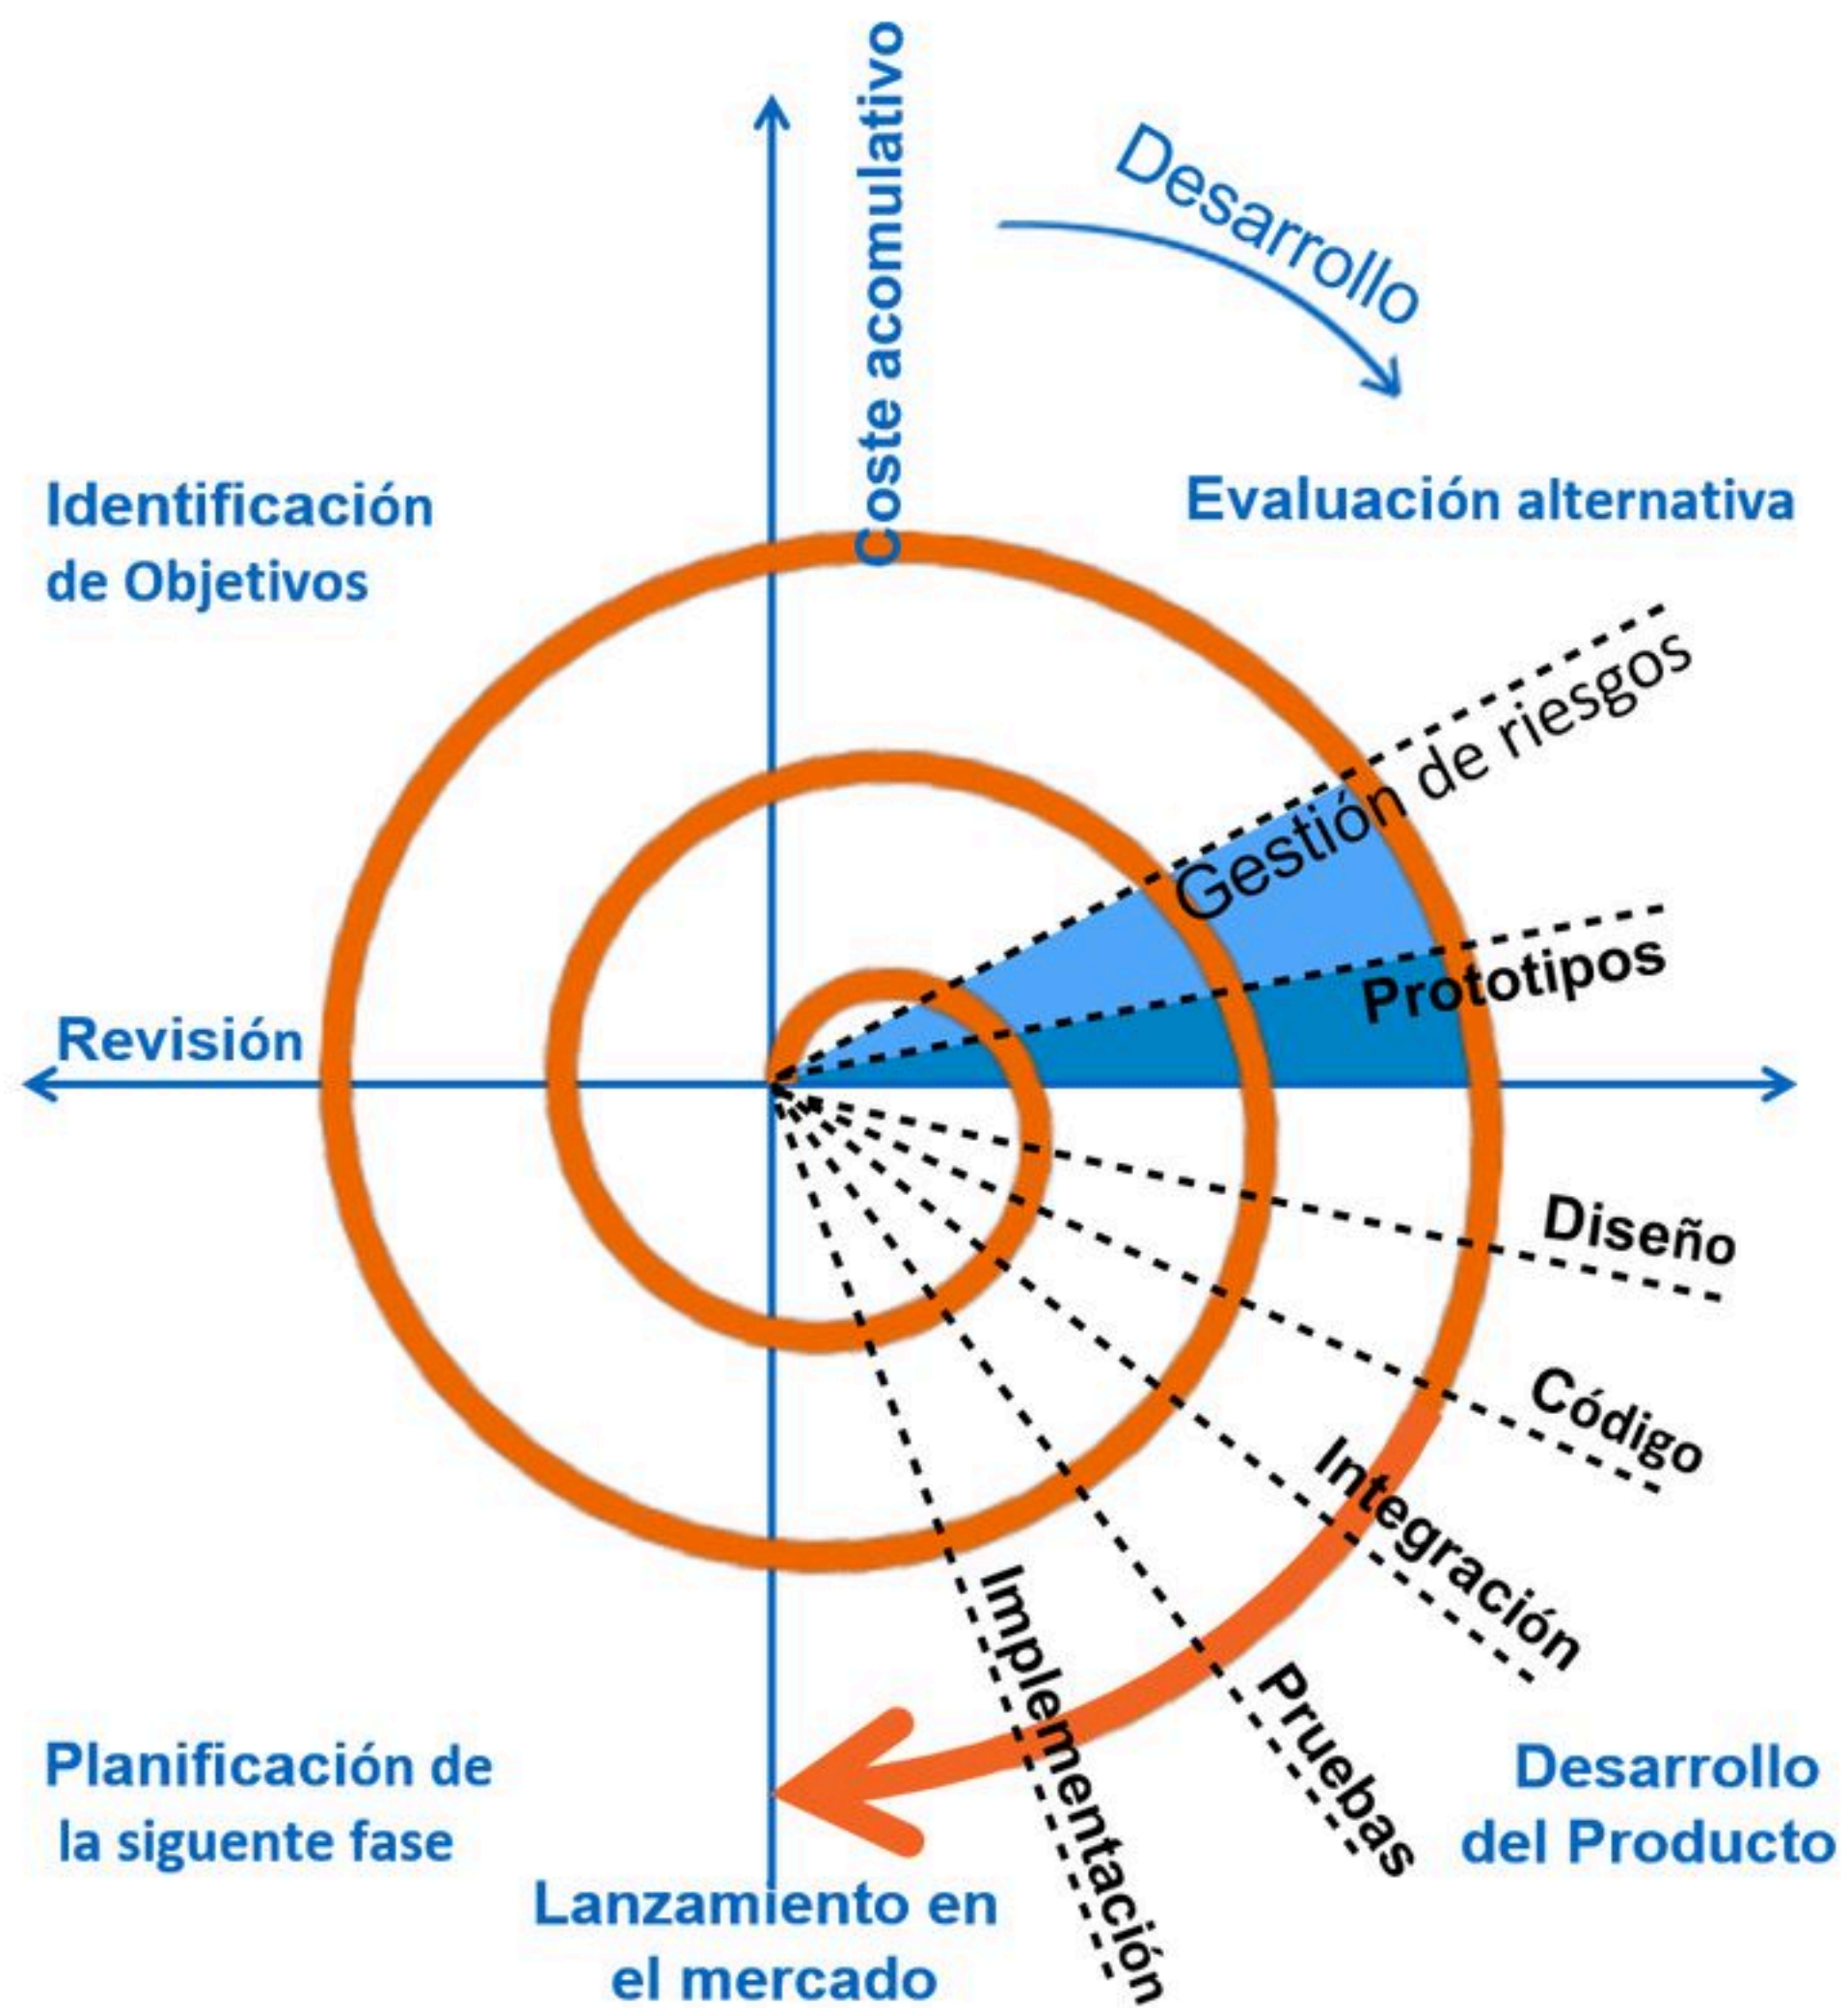 Coste acomulativo
Desarrollo
Identificación
de Objetivos
Evaluación alternativa
Gestión de riesgos
Prototipos
Revisión
Diseño
Código
Integración
Pruebas
Implementación
Desarrollo
del Producto
Planificación de
la siguente fase
Lanzamiento en
el mercado